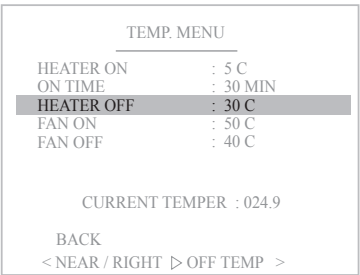 TEMP. MENU
HEATER ON : 5 C
ON TIME : 30 MIN
HEATER OFF : 30 C
FAN ON : 50 C
FAN OFF : 40 C
CURRENT TEMPER : 024.9
BACK
< NEAR / RIGHT ▷ OFF TEMP >